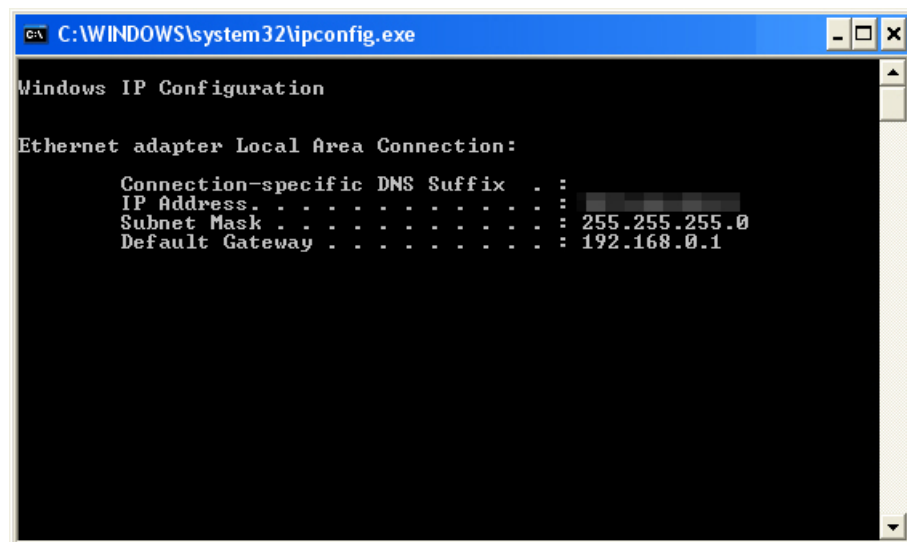 C:\WINDOWS\system32\ipconfig.exe
Windows IP Configuration
Ethernet adapter Local Area Connection:
Connection-specific DNS Suffix . :
IP Address. . . . . . . . . . . . :
Subnet Mask . . . . . . . . . . . : 255.255.255.0
Default Gateway . . . . . . . . . : 192.168.0.1